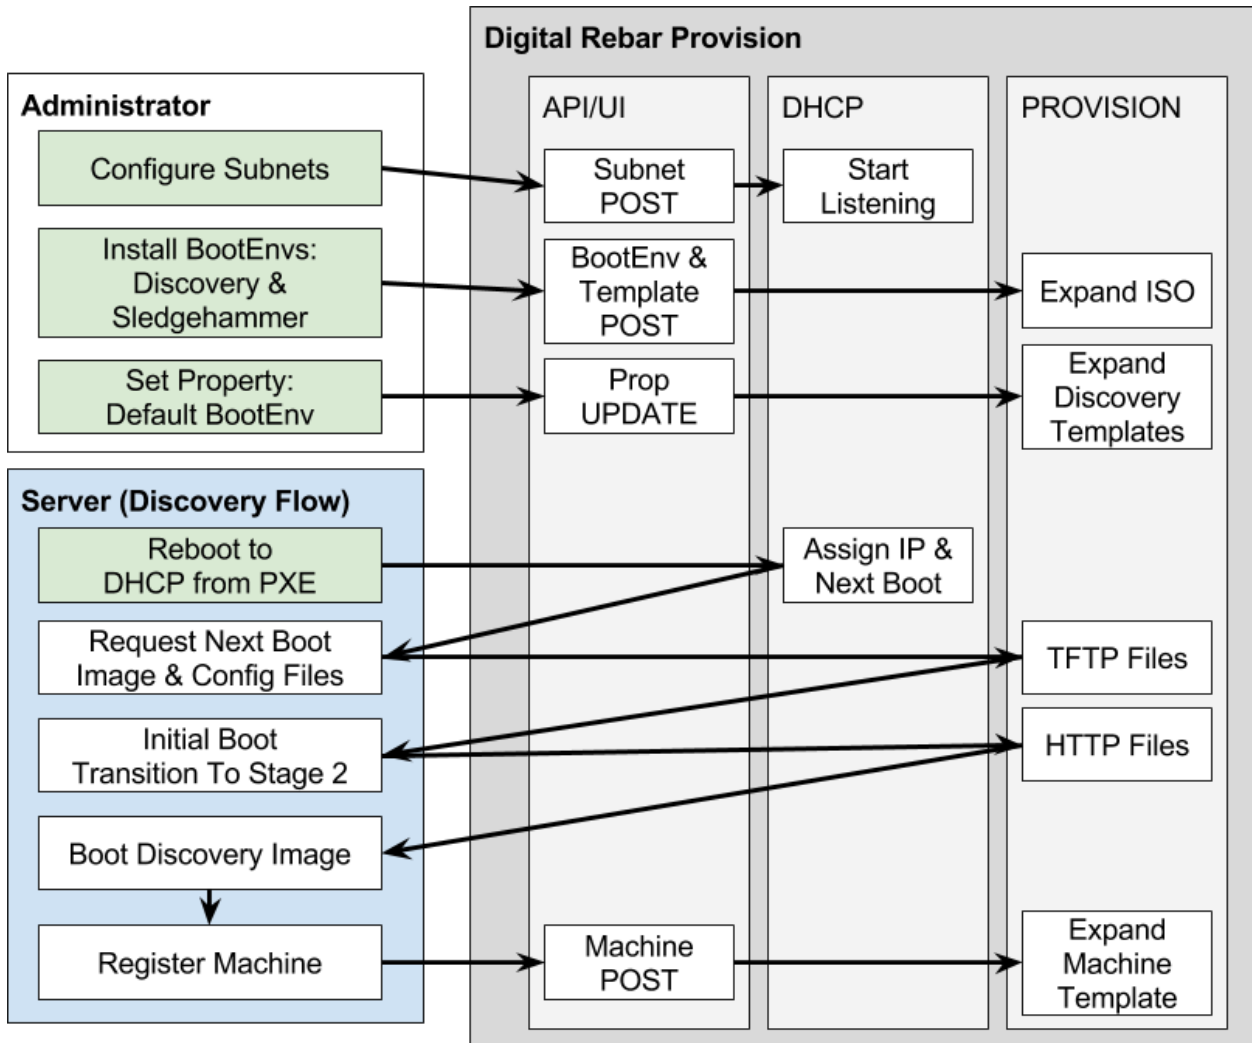 Digital Rebar Provision
Administrator
API/UI
DHCP
PROVISION
Configure Subnets
Subnet
POST
Start
Listening
Install BootEnvs:
Discovery &
Sledgehammer
BootEnv &
Template
POST
Expand ISO
Set Property:
Default BootEnv
Prop
UPDATE
Expand
Discovery
Templates
Server (Discovery Flow)
Reboot to
DHCP from PXE
Assign IP &
Next Boot
Request Next Boot
Image & Config Files
TFTP Files
Initial Boot
Transition To Stage 2
HTTP Files
Boot Discovery Image
Register Machine
Machine
POST
Expand
Machine
Template